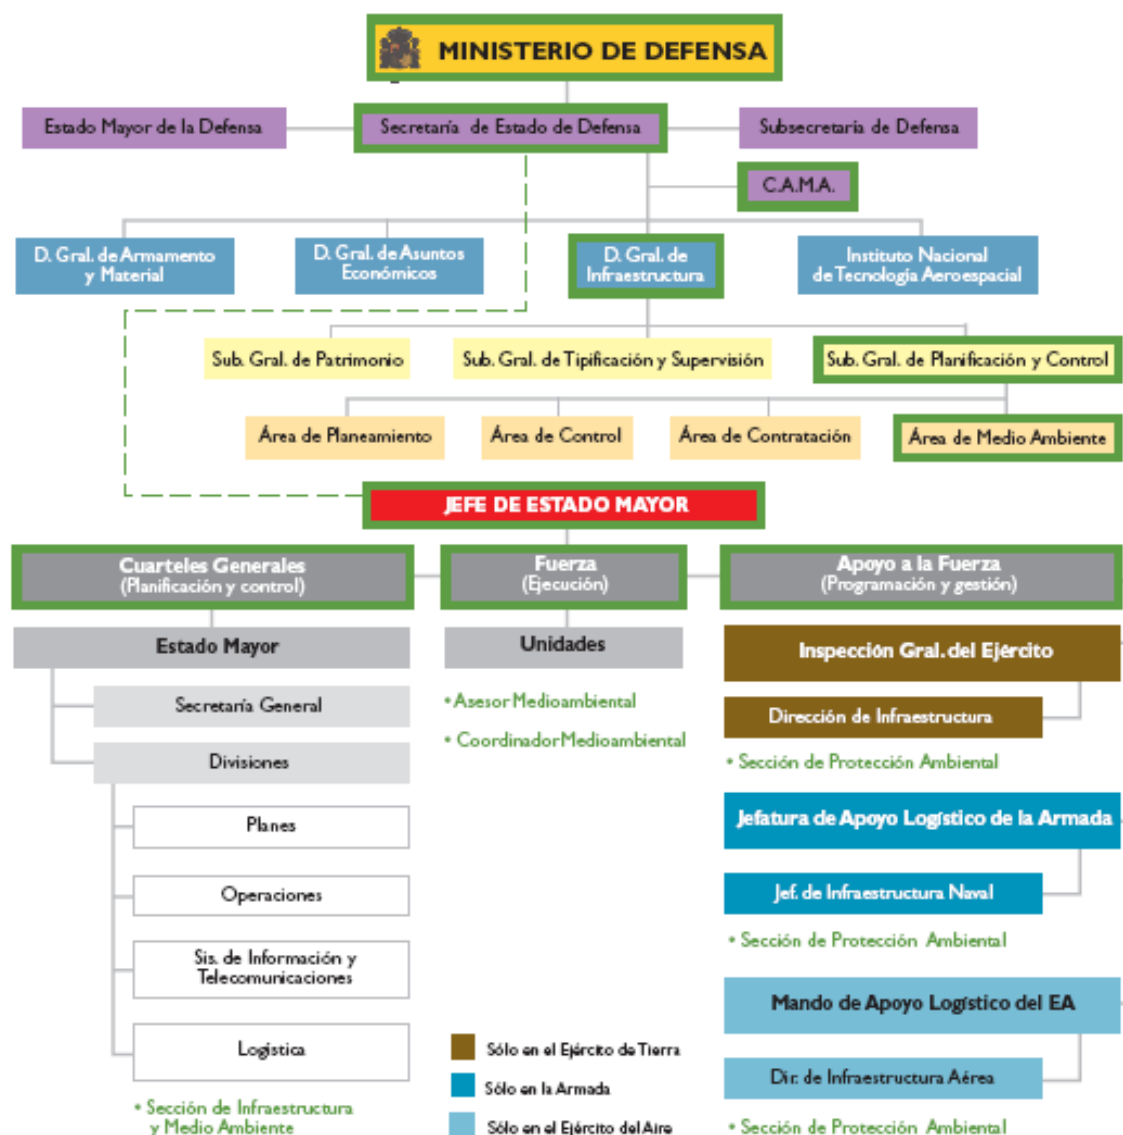 MINISTERIO DE DEFENSA
Estado Mayor de la Defensa
Secretaría de Estado de Defensa
Subsecretaría de Defensa
C.A.M.A.
D. Gral. de Armamento
y Material
D. Gral. de Asuntos
Económicos
D. Gral. de
Infraestructura
Instituto Nacional
de Tecnología Aeroespacial
Sub. Gral. de Patrimonio
Sub. Gral. de Tipificación y Supervisión
Sub. Gral. de Planificación y Control
Área de Planeamiento
Área de Control
Área de Contratación
Área de Medio Ambiente
JEFE DE ESTADO MAYOR
Cuarteles Generales
(Planificación y control)
Fuerza
(Ejecución)
Apoyo a la Fuerza
(Programación y gestión)
Estado Mayor
Secretaría General
Divisiones
Planes
Operaciones
Sis. de Información y
Telecomunicaciones
Logística
• Sección de Infraestructura
y Medio Ambiente
Unidades
• Asesor Medioambiental
• Coordinador Medioambiental
Inspección Gral. del Ejército
Dirección de Infraestructura
• Sección de Protección Ambiental
Jefatura de Apoyo Logístico de la Armada
Jef. de Infraestructura Naval
• Sección de Protección Ambiental
Mando de Apoyo Logístico del EA
Dir. de Infraestructura Aérea
• Sección de Protección Ambiental
Sólo en el Ejército de Tierra
Sólo en la Armada
Sólo en el Ejército del Aire